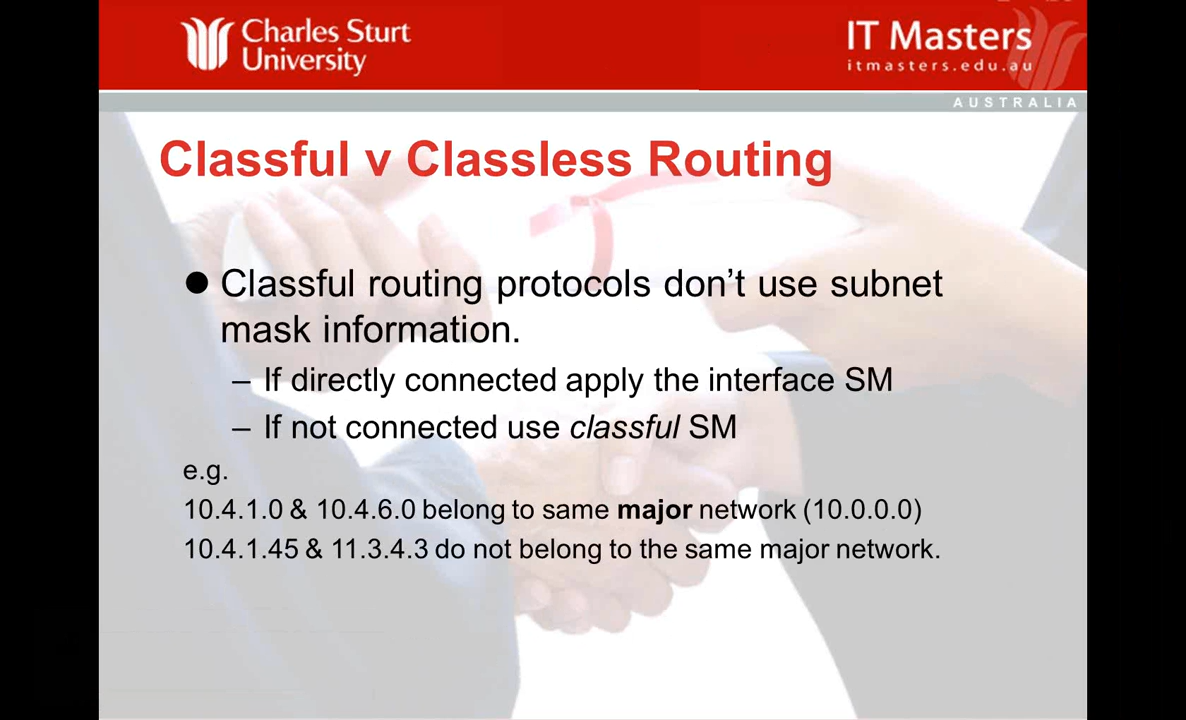 Charles Sturt
University
IT Masters
itmasters.edu.au
AUSTRALIA
Classful v Classless Routing
● Classful routing protocols don’t use subnet
mask information.
– If directly connected apply the interface SM
– If not connected use classful SM
e.g.
10.4.1.0 & 10.4.6.0 belong to same major network (10.0.0.0)
10.4.1.45 & 11.3.4.3 do not belong to the same major network.